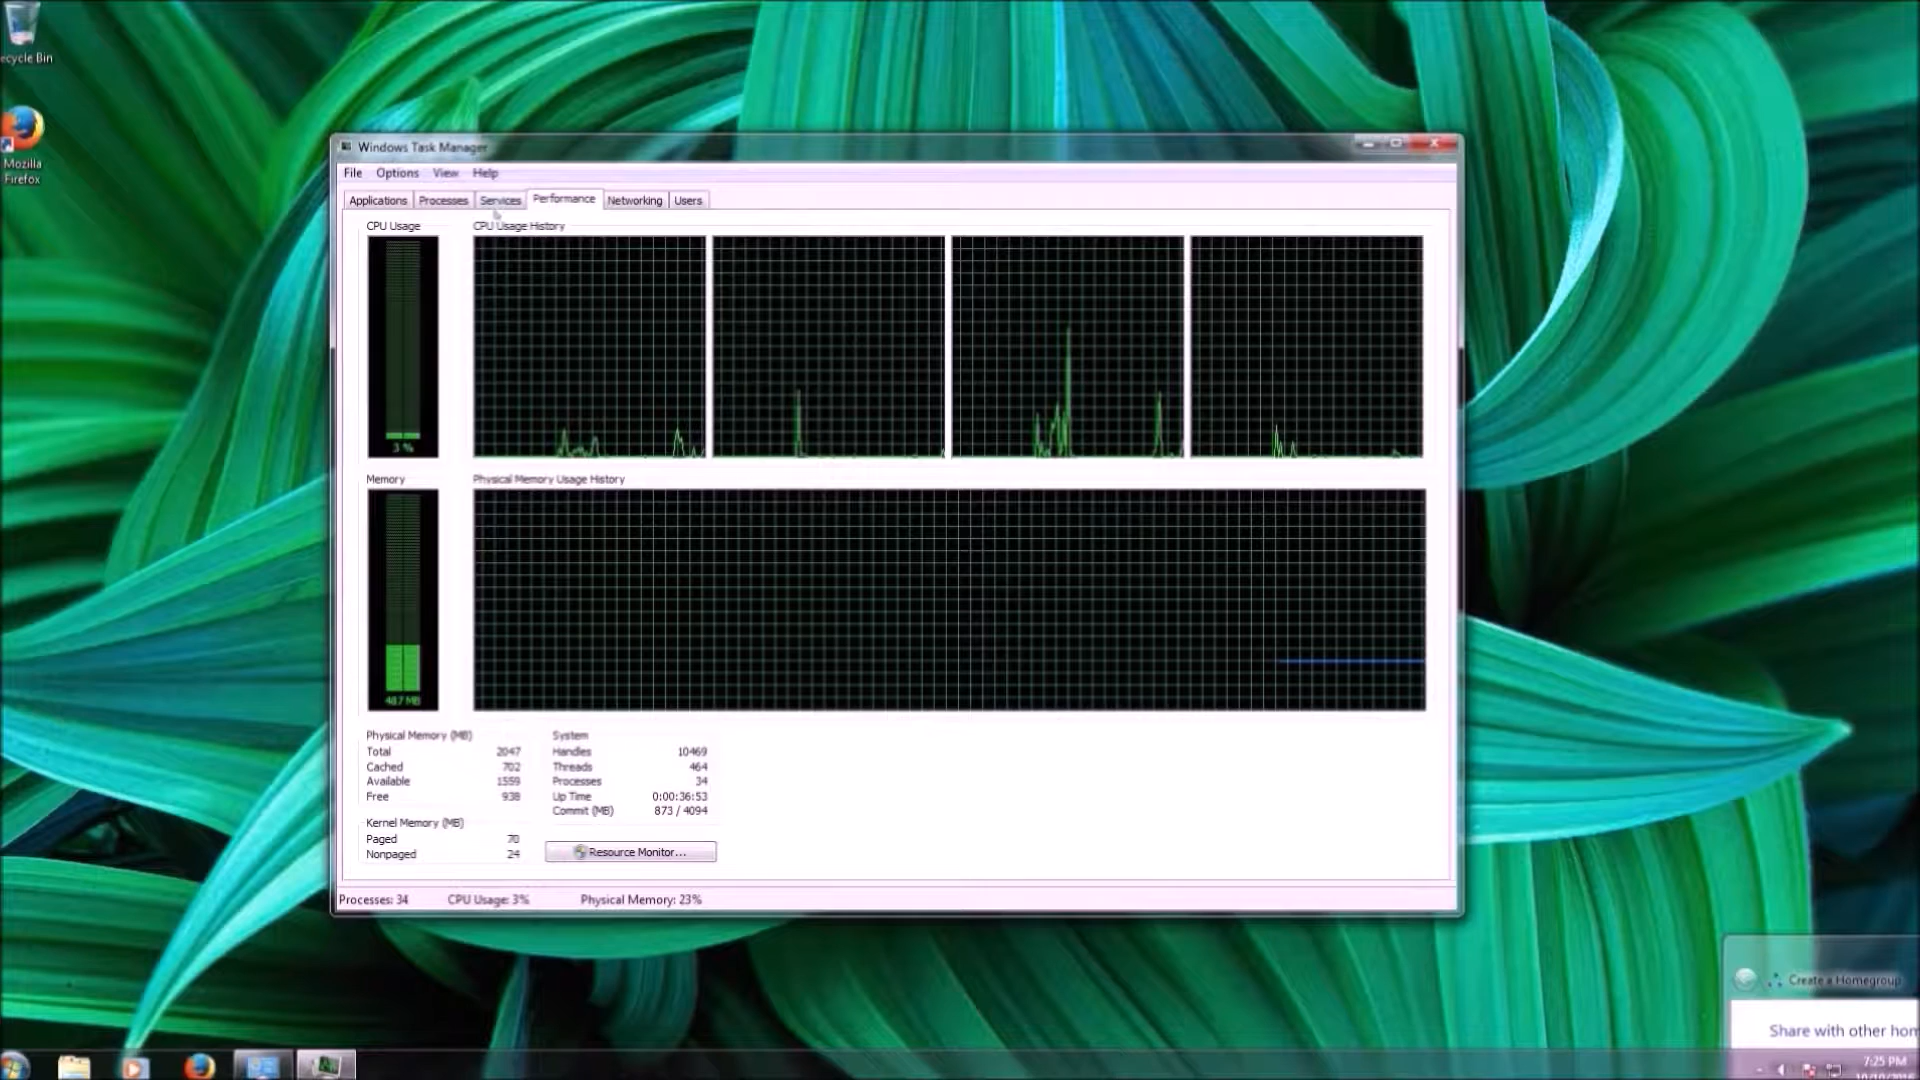 ecycle Bin
Mozilla
Firefox
Windows Task Manager
File Options View Help
Applications Processes Services Performance Networking Users
CPU Usage CPU Usage History
3 %
Memory Physical Memory Usage History
487 MB
Physical Memory (MB) System
Total 2047 Handles 10469
Cached 702 Threads 464
Available 1559 Processes 34
Free 938 Up Time 0:00:36:53
Commit (MB) 873 / 4094
Kernel Memory (MB)
Paged 70
Nonpaged 24
Resource Monitor...
Processes: 34 CPU Usage: 3% Physical Memory: 23%
Create a Homegroup
Share with other hom
7:25 PM